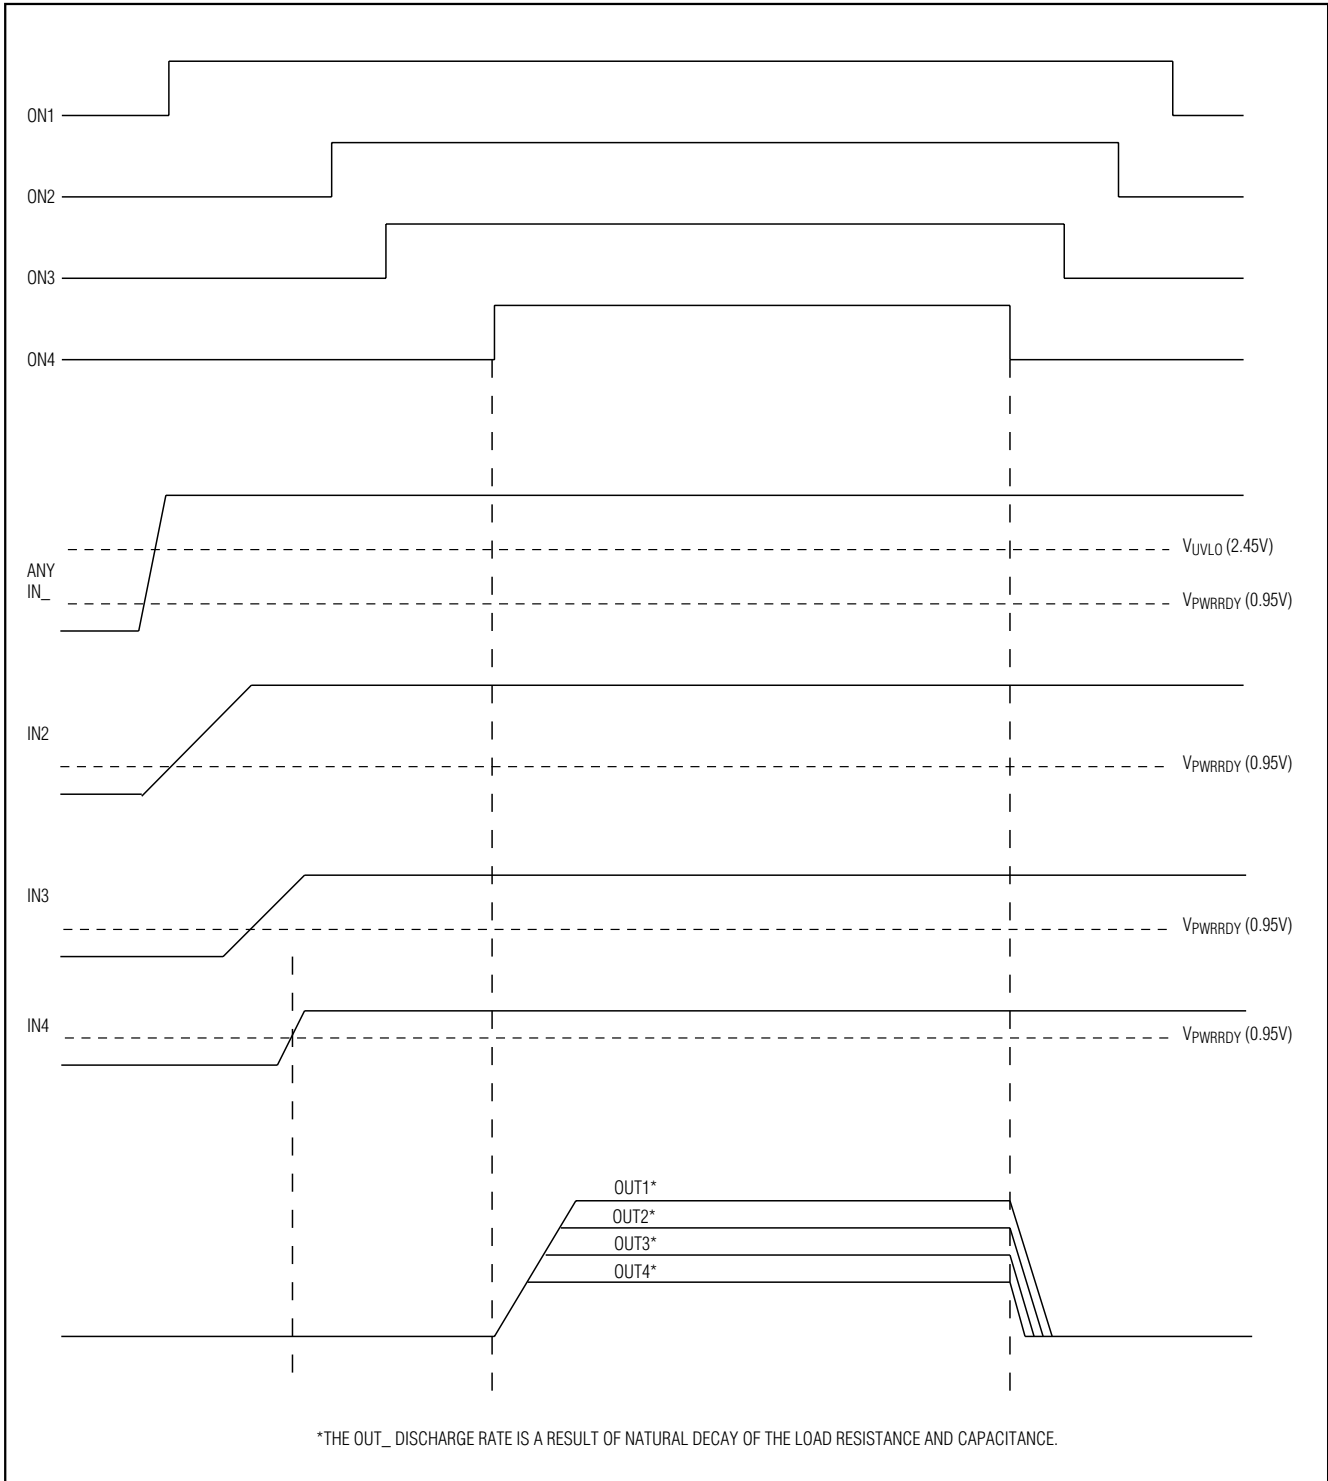 ON1
ON2
ON3
ON4
VUVLO (2.45V)
ANY
IN_
VPWRRDY (0.95V)
IN2
VPWRRDY (0.95V)
IN3
VPWRRDY (0.95V)
IN4
VPWRRDY (0.95V)
OUT1*
OUT2*
OUT3*
OUT4*
*THE OUT_ DISCHARGE RATE IS A RESULT OF NATURAL DECAY OF THE LOAD RESISTANCE AND CAPACITANCE.